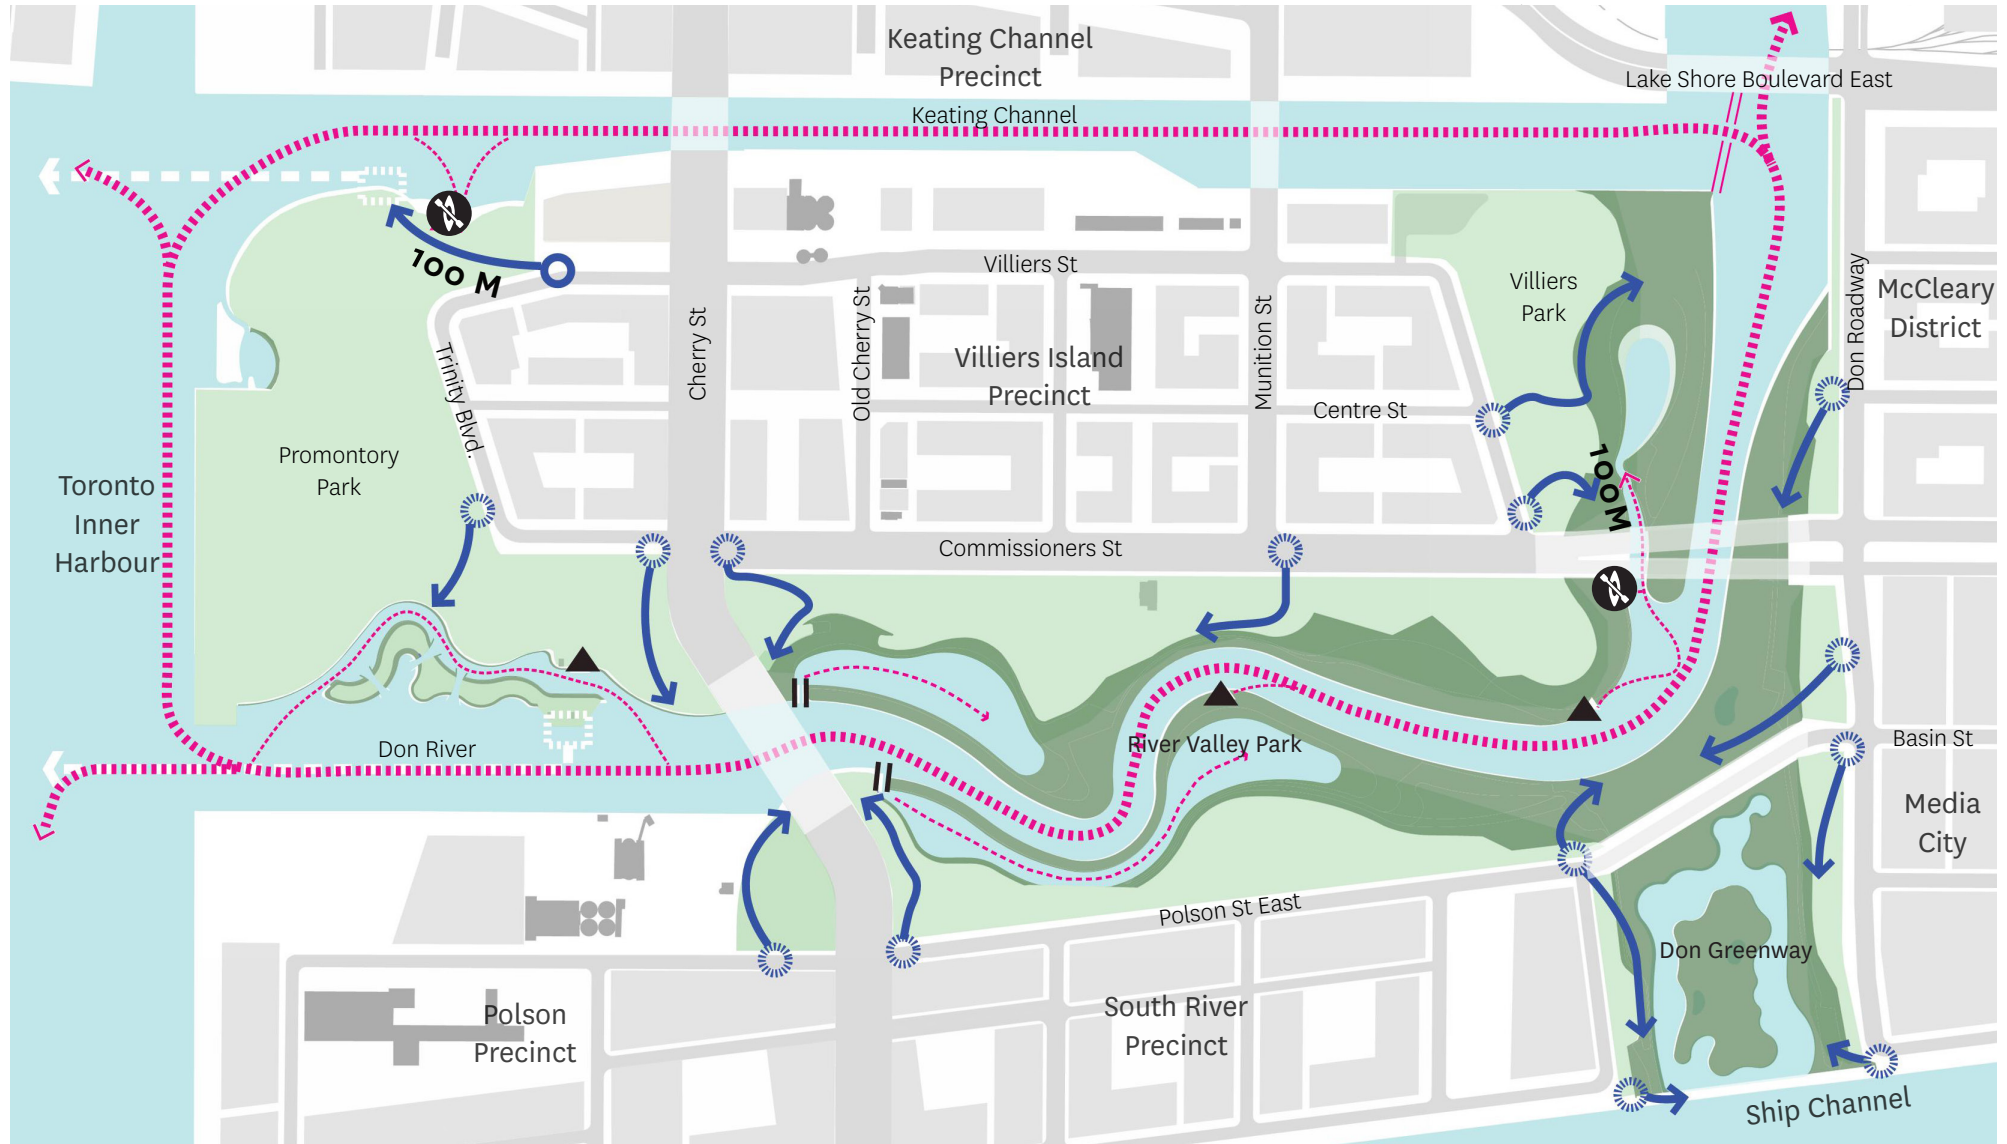 Keating Channel
Precinct
Lake Shore Boulevard East
Keating Channel
100 M
Villiers St
Villiers
Park
Don Roadway
McCleary
District
Trinity Blvd.
Cherry St
Old Cherry St
Villiers Island
Precinct
Munition St
Centre St
Promontory
Park
100M
Toronto
Inner
Harbour
Commissioners St
Don River
River Valley Park
Basin St
Media
City
Polson St East
Don Greenway
Polson
Precinct
South River
Precinct
Ship Channel